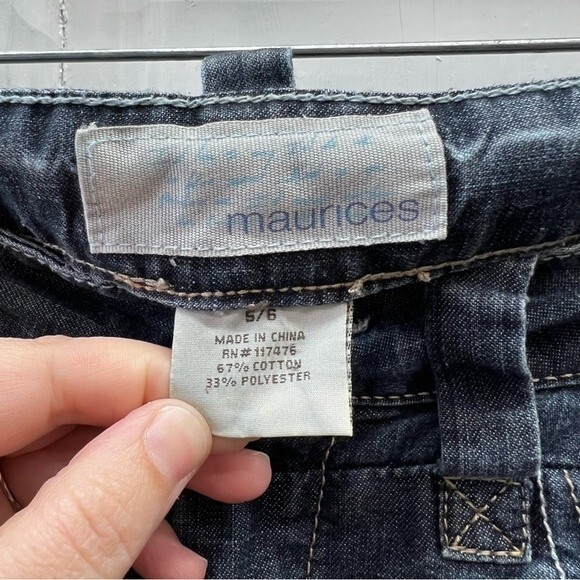 maurices
5/6
MADE IN CHINA
RN# 117476
67% COTTON
33% POLYESTER